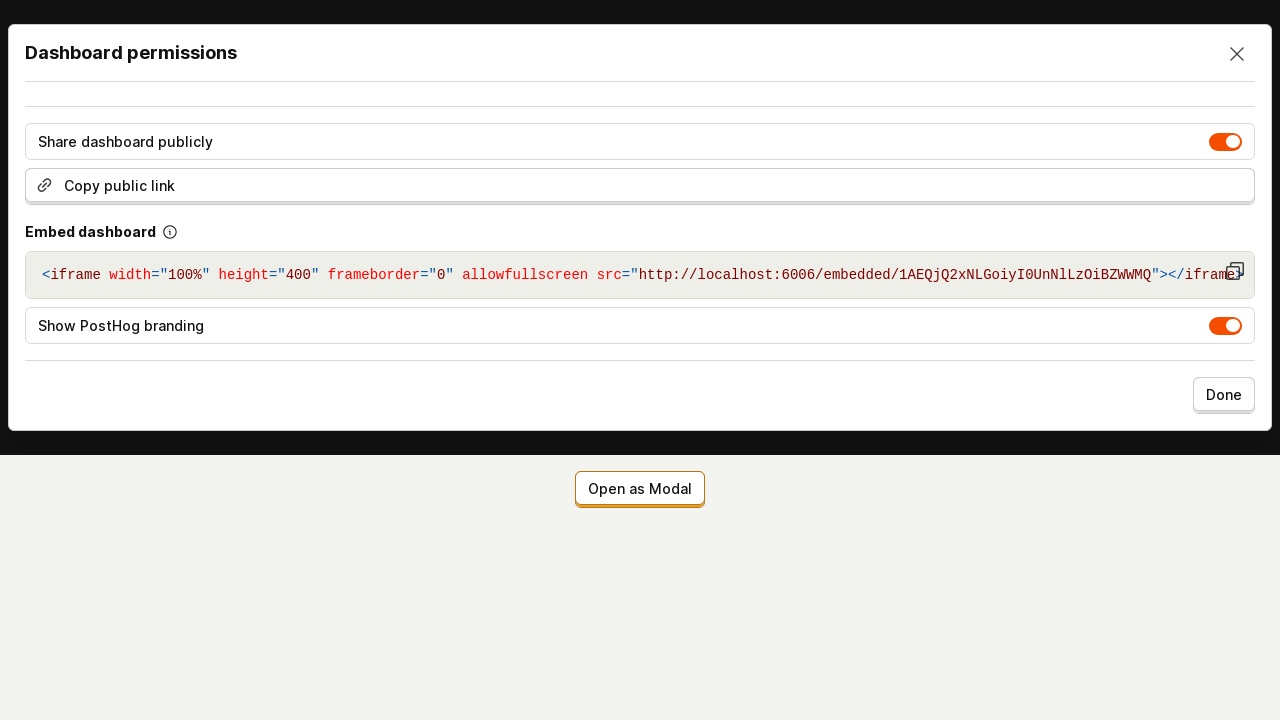 Dashboard permissions
Share dashboard publicly
Copy public link
Embed dashboard
<iframe width="100%" height="400" frameborder="0" allowfullscreen src="http://localhost:6006/embedded/1AEQjQ2xNLGoiyI0UnNlLzOiBZWWMQ"></iframe>
Show PostHog branding
Done
Open as Modal